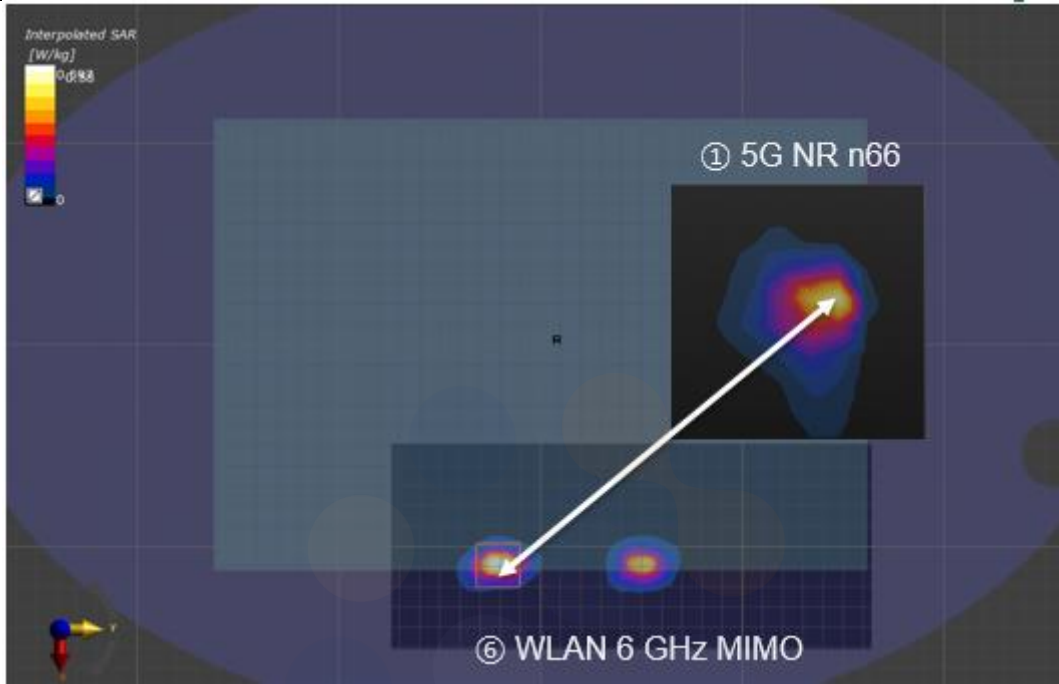 Interpolated SAR
[W/kg]
0
① 5G NR n66
R
⑥ WLAN 6 GHz MIMO
Y